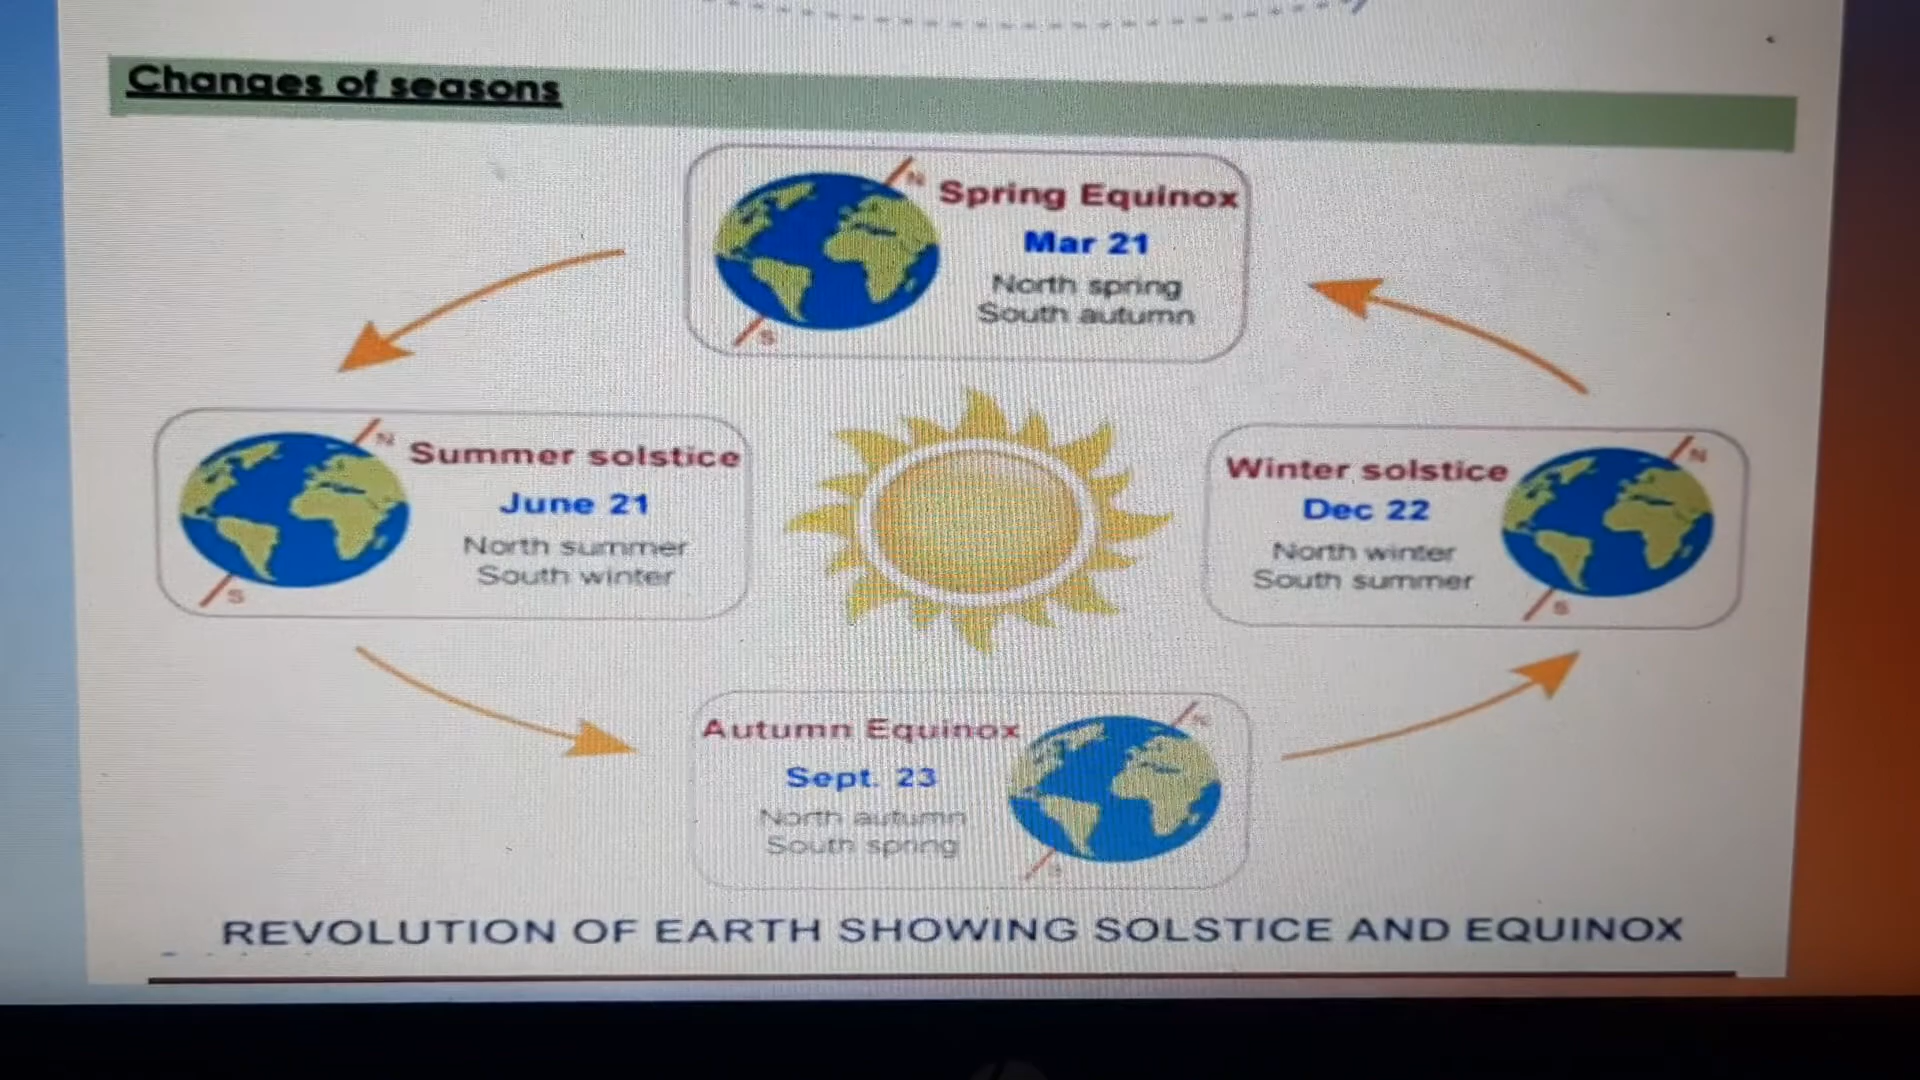 Changes of seasons
N
Spring Equinox
Mar 21
North spring
South autumn
S
N
Summer solstice
June 21
North summer
South winter
S
Winter solstice
Dec 22
North winter
South summer
N
S
Autumn Equinox
Sept. 23
North autumn
South spring
N
S
REVOLUTION OF EARTH SHOWING SOLSTICE AND EQUINOX